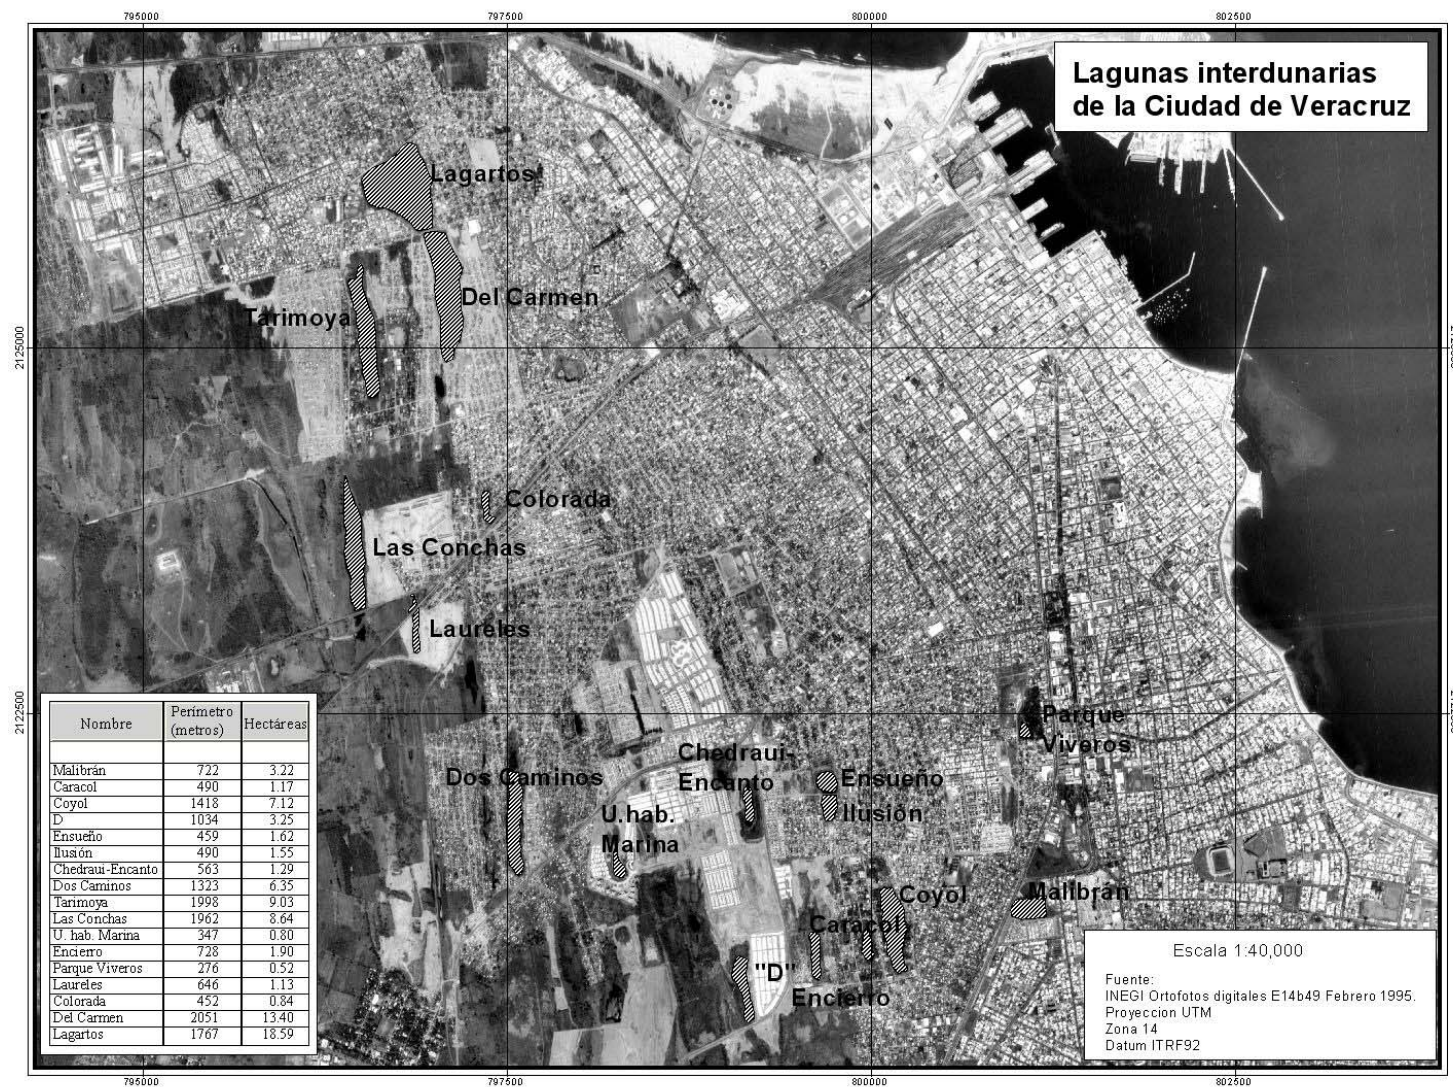 795000
797500
800000
802500
Lagunas interdunarias
de la Ciudad de Veracruz
Lagartos
Del Carmen
Tarimoya
2125000
Colorada
Las Conchas
Laureles
2122500
Parque
Viveros
Chedraui-
Encanto
Dos Caminos
Ensueño
Ilusión
U.hab.
Marina
Coyol
Malibrán
Caracol
"D"
Encierro
Nombre Perímetro (metros) Hectáreas
Malibrán 722 3.22
Caracol 490 1.17
Coyol 1418 7.12
D 1034 3.25
Ensueño 459 1.62
Ilusión 490 1.55
Chedraui-Encanto 563 1.29
Dos Caminos 1323 6.35
Tarimoya 1998 9.03
Las Conchas 1962 8.64
U. hab. Marina 347 0.80
Encierro 728 1.90
Parque Viveros 276 0.52
Laureles 646 1.13
Colorada 452 0.84
Del Carmen 2051 13.40
Lagartos 1767 18.59
Escala 1:40,000
Fuente:
INEGI Ortofotos digitales E14b49 Febrero 1995.
Proyeccion UTM
Zona 14
Datum ITRF92
795000
797500
800000
802500